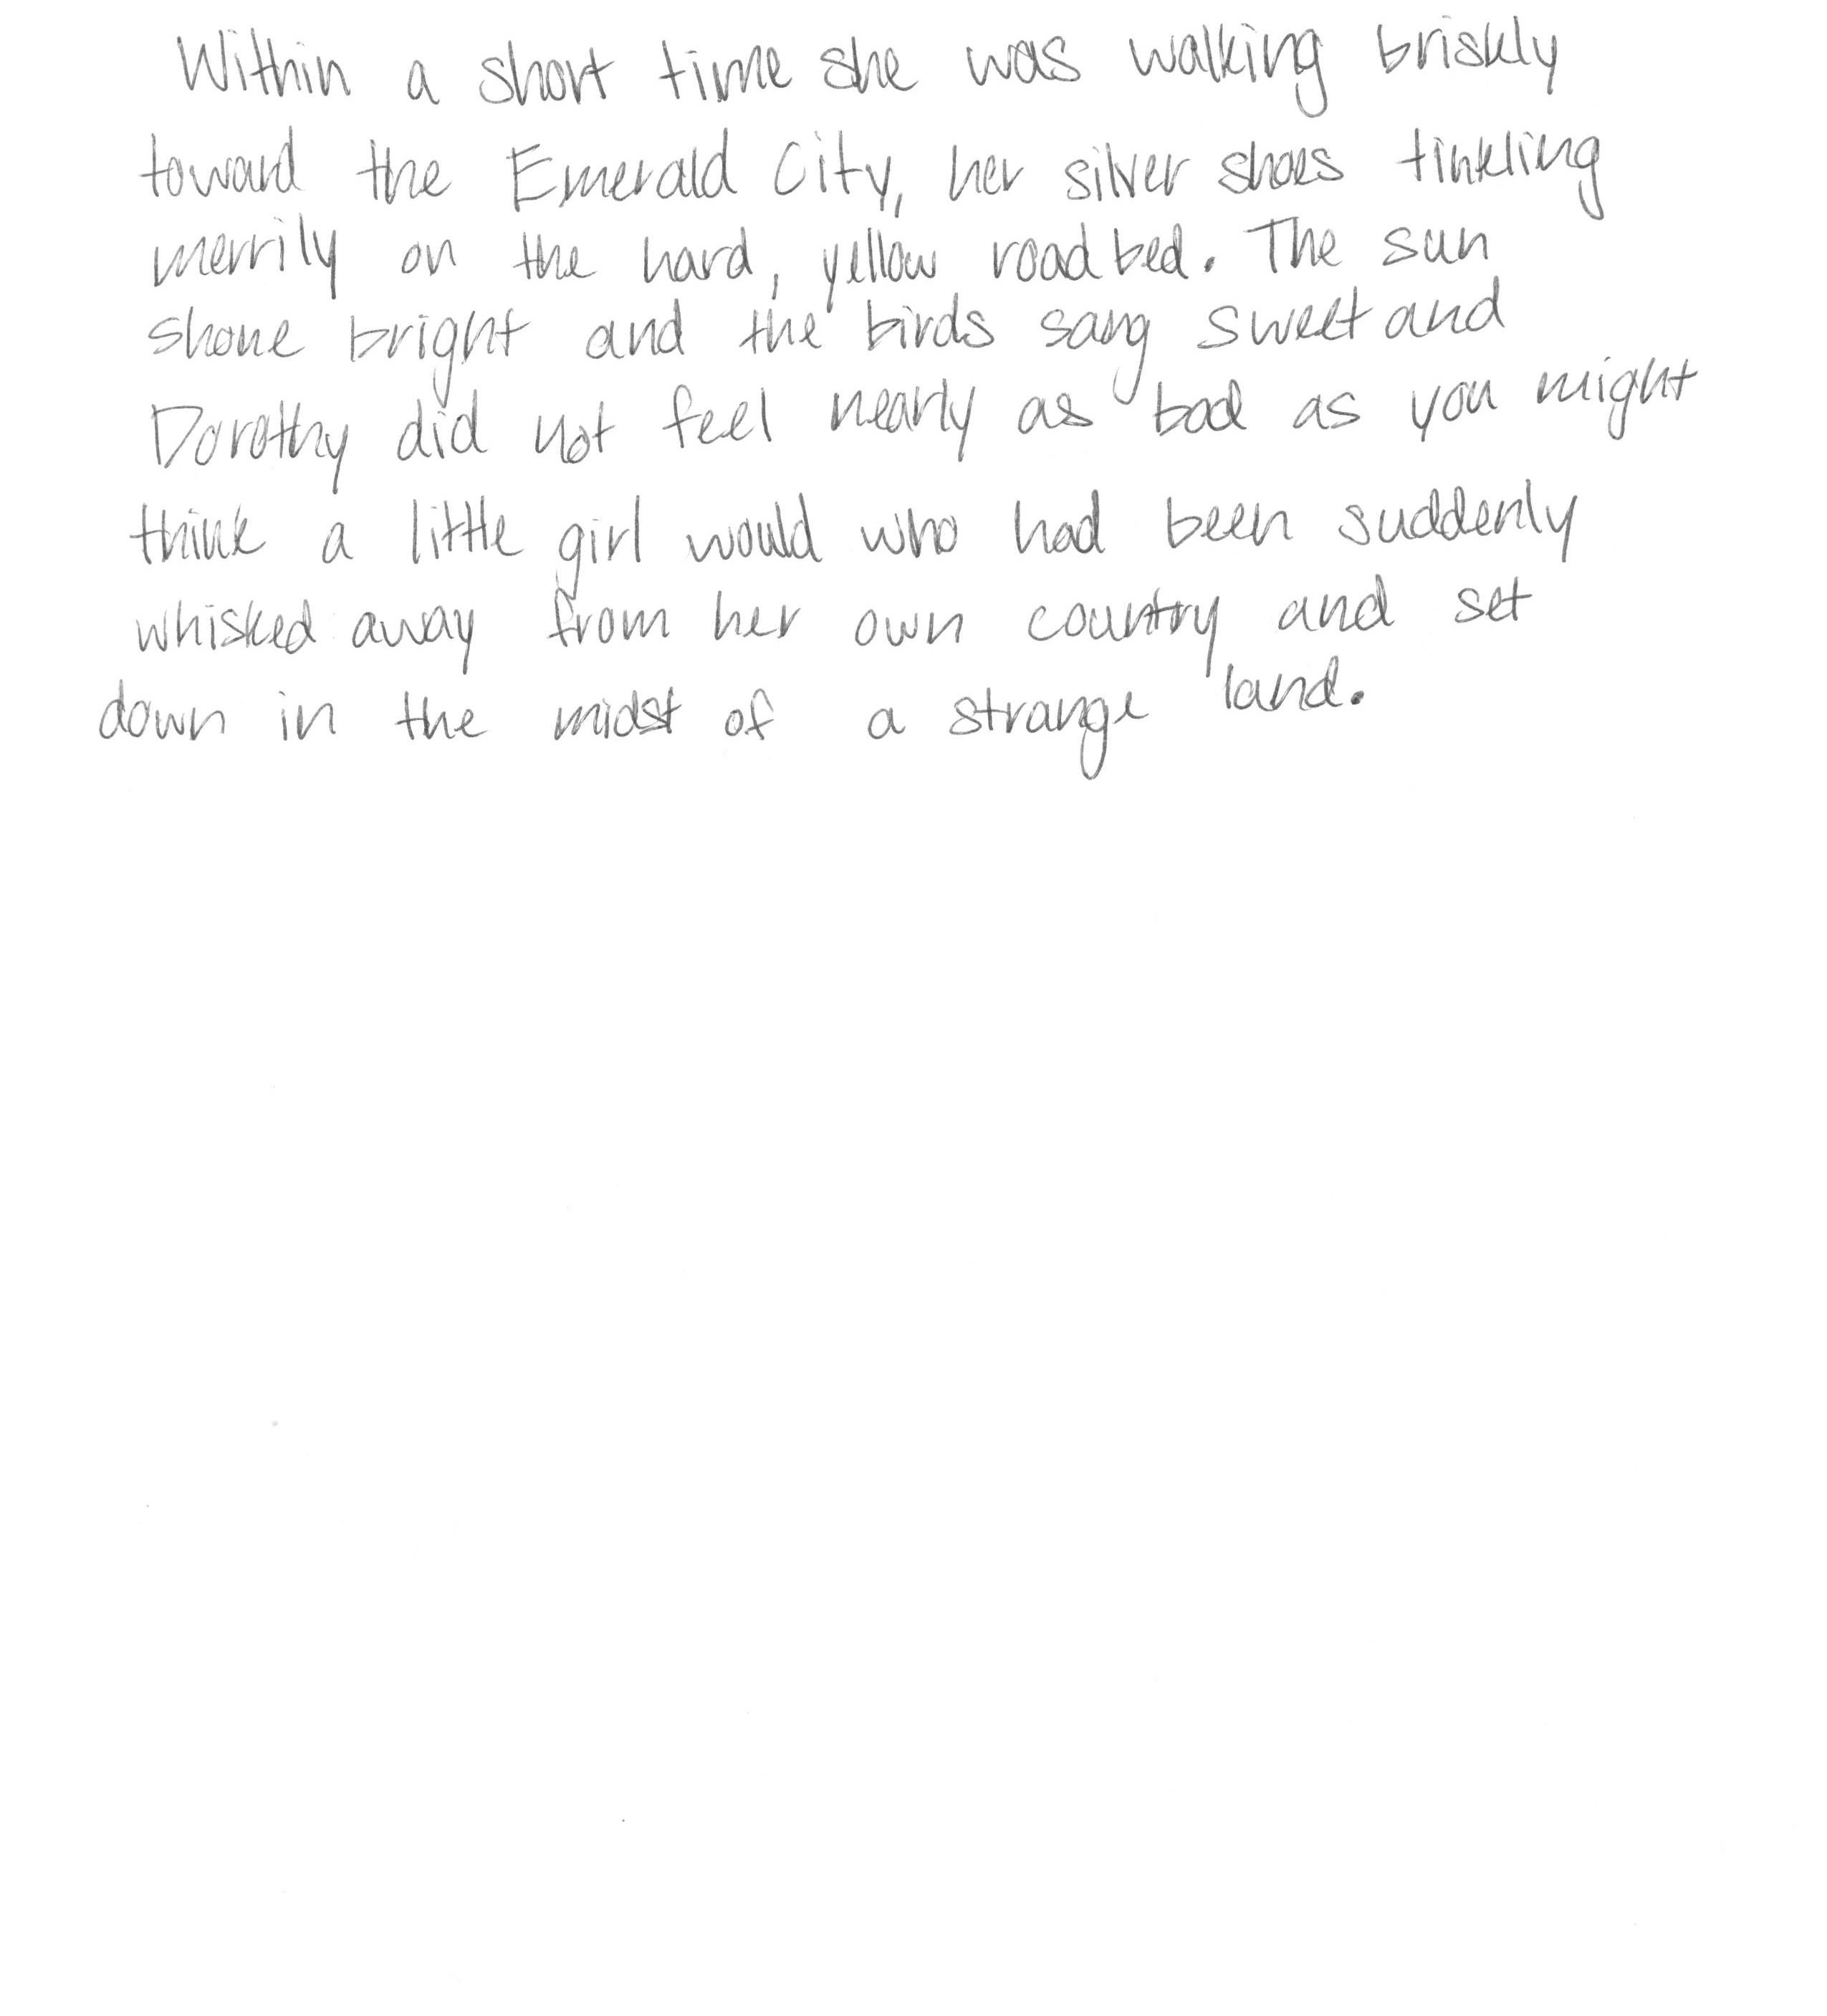 Within a short time she was walking briskly
toward the Emerald City, her silver shoes tinkling
merrily on the hard, yellow roadbed. The sun
shone bright and the birds sang sweet and
Dorothy did not feel nearly as bad as you might
think a little girl would who had been suddenly
whisked away from her own country and set
down in the midst of a strange land.